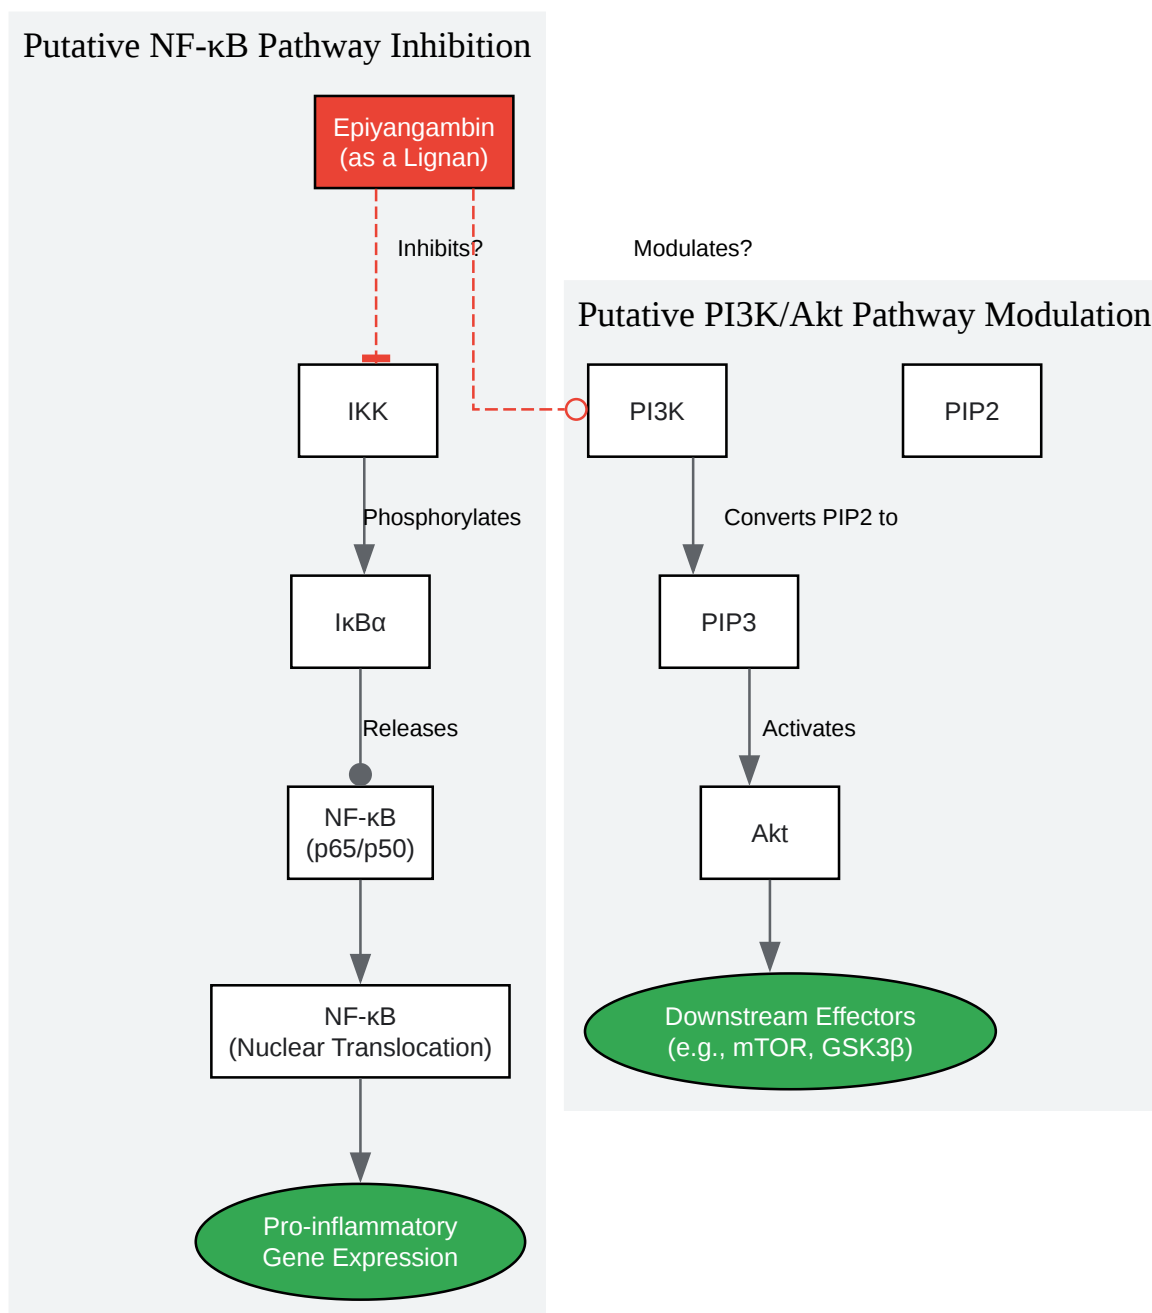 Putative NF-κB Pathway Inhibition
Epiyangambin
(as a Lignan)
Inhibits?
Modulates?
Putative PI3K/Akt Pathway Modulation
IKK
PI3K
PIP2
Phosphorylates
Converts PIP2 to
IκBα
PIP3
Releases
Activates
NF-κB
(p65/p50)
Akt
NF-κB
(Nuclear Translocation)
Downstream Effectors
(e.g., mTOR, GSK3β)
Pro-inflammatory
Gene Expression